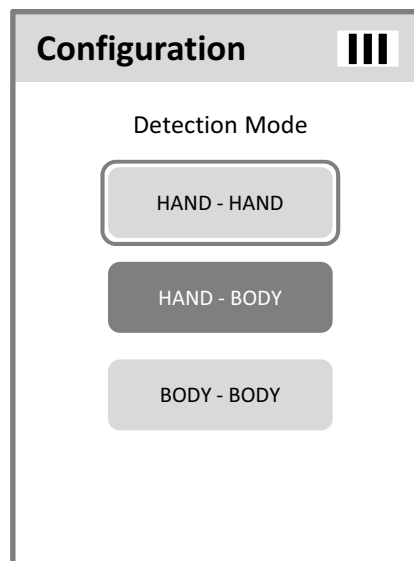 Configuration
Detection Mode
HAND - HAND
HAND - BODY
BODY - BODY